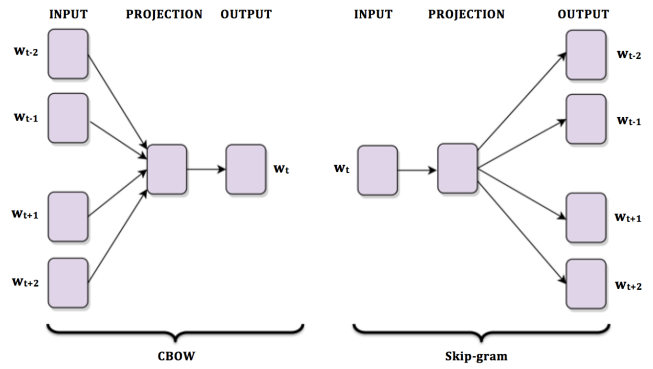 INPUT PROJECTION OUTPUT
wt-2
wt-1
wt
wt+1
wt+2
CBOW
INPUT PROJECTION OUTPUT
wt-2
wt-1
wt
wt+1
wt+2
Skip-gram